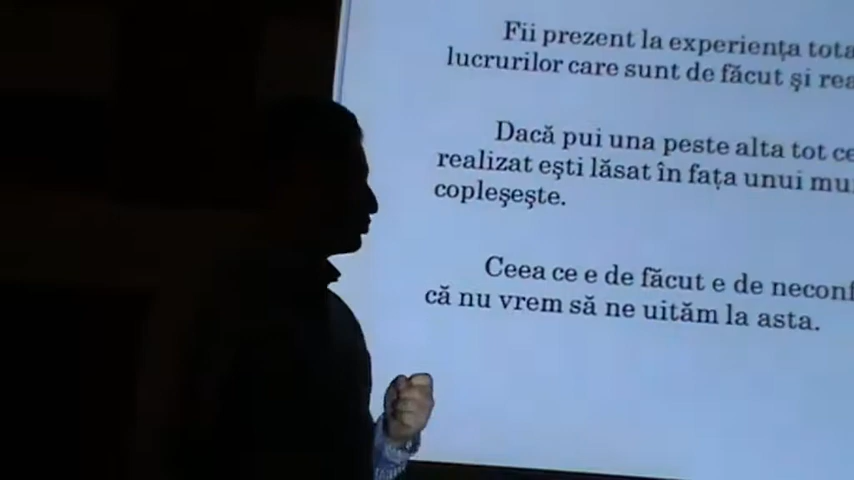 Fii prezent la experiența
lucrurilor care sunt de făcut și
Dacă pui una peste alta tot
realizat ești lăsat în fața unui
copleșește.
Ceea ce e de făcut e de
că nu vrem să ne uităm la asta.